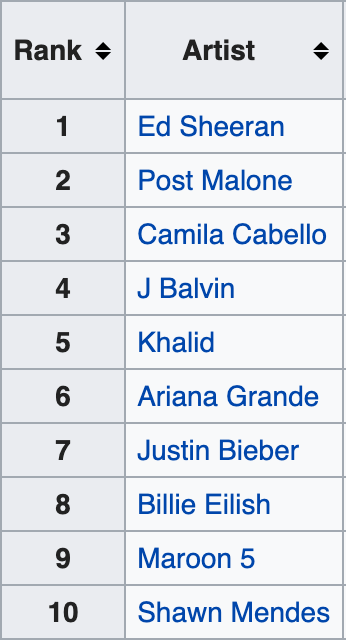 Rank Artist
1 Ed Sheeran
2 Post Malone
3 Camila Cabello
4 J Balvin
5 Khalid
6 Ariana Grande
7 Justin Bieber
8 Billie Eilish
9 Maroon 5
10 Shawn Mendes